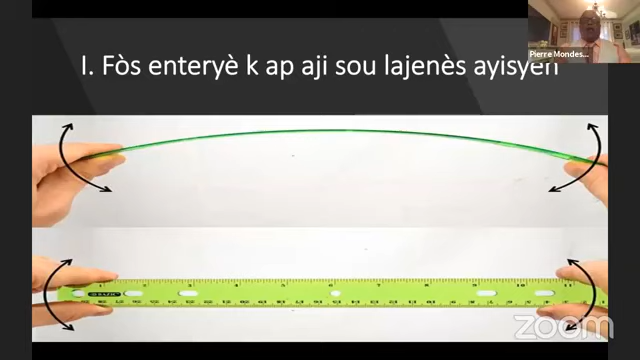 Pierre Mondes...
I. Fòs enteryè k ap aji sou lajenès ayisyen
zoom